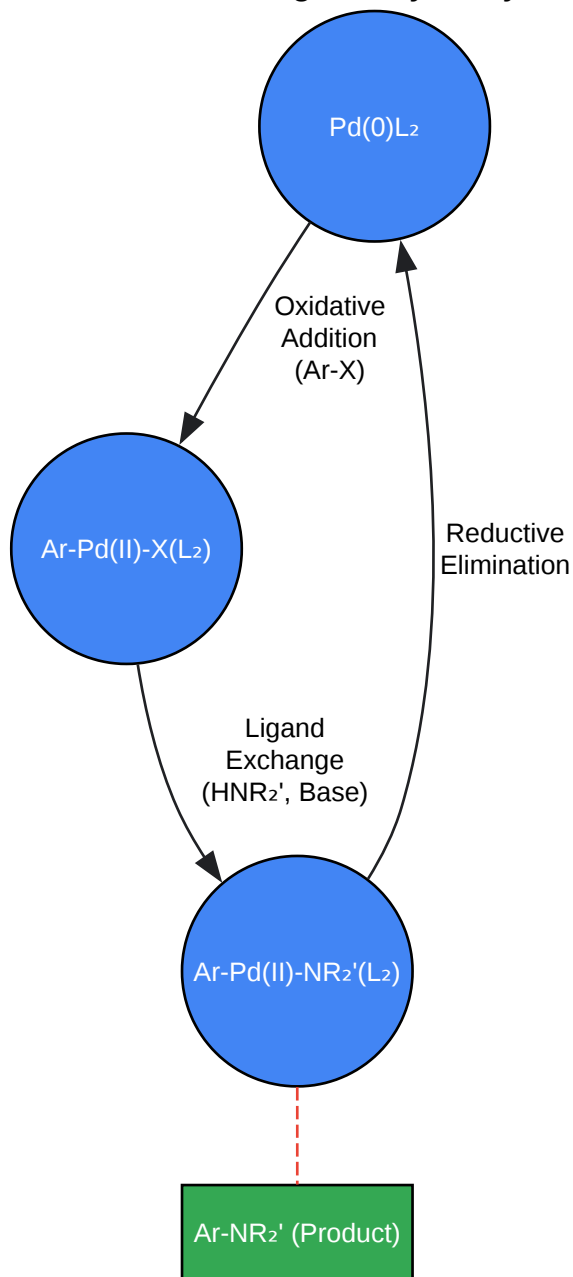 Pd(0)L₂
Oxidative
Addition
(Ar-X)
Ar-Pd(II)-X(L₂)
Reductive
Elimination
Ligand
Exchange
(HNR₂', Base)
Ar-Pd(II)-NR₂'(L₂)
Ar-NR₂' (Product)